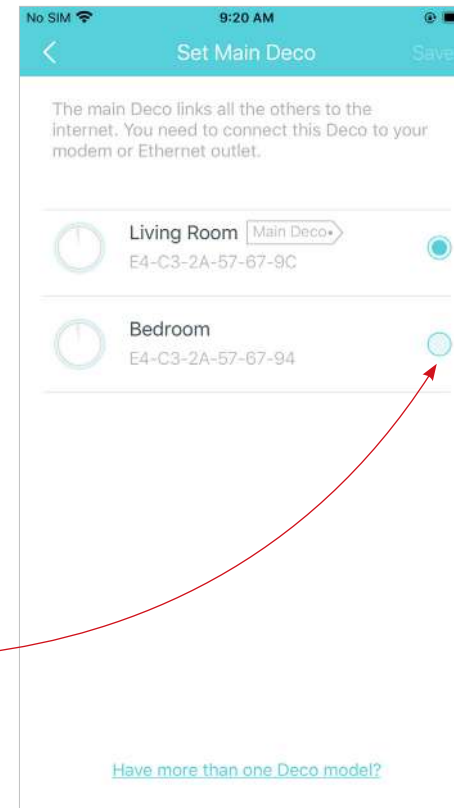 No SIM 9:20 AM
Set Main Deco Save
The main Deco links all the others to the
internet. You need to connect this Deco to your
modem or Ethernet outlet.
Living Room Main Deco
E4-C3-2A-57-67-9C
Bedroom
E4-C3-2A-57-67-94
Have more than one Deco model?